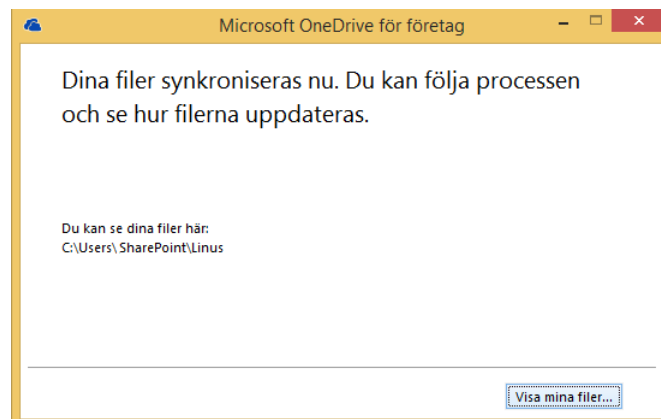 Microsoft OneDrive för företag
Dina filer synkroniseras nu. Du kan följa processen
och se hur filerna uppdateras.
Du kan se dina filer här:
C:\Users\ SharePoint\Linus
Visa mina filer...